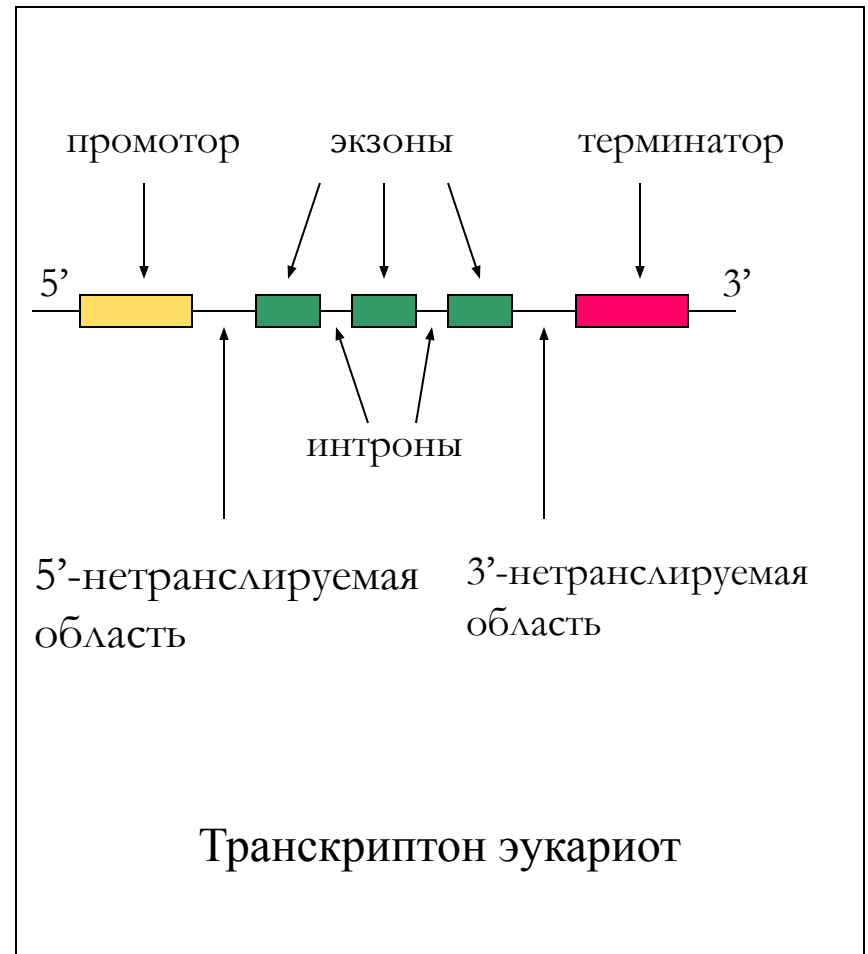 промотор экзоны терминатор
5’ 3’
интроны
5’-нетранслируемая
область
3’-нетранслируемая
область
Транскриптон эукариот